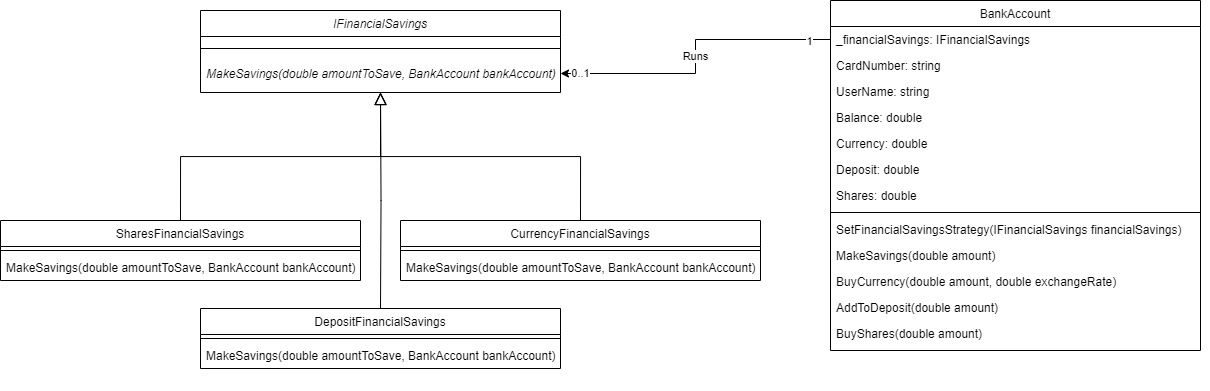 IFinancialSavings
MakeSavings(double amountToSave, BankAccount bankAccount)
0..1
Runs
1
BankAccount
_financialSavings: IFinancialSavings
CardNumber: string
UserName: string
Balance: double
Currency: double
Deposit: double
Shares: double
SetFinancialSavingsStrategy(IFinancialSavings financialSavings)
MakeSavings(double amount)
BuyCurrency(double amount, double exchangeRate)
AddToDeposit(double amount)
BuyShares(double amount)
SharesFinancialSavings
MakeSavings(double amountToSave, BankAccount bankAccount)
CurrencyFinancialSavings
MakeSavings(double amountToSave, BankAccount bankAccount)
DepositFinancialSavings
MakeSavings(double amountToSave, BankAccount bankAccount)